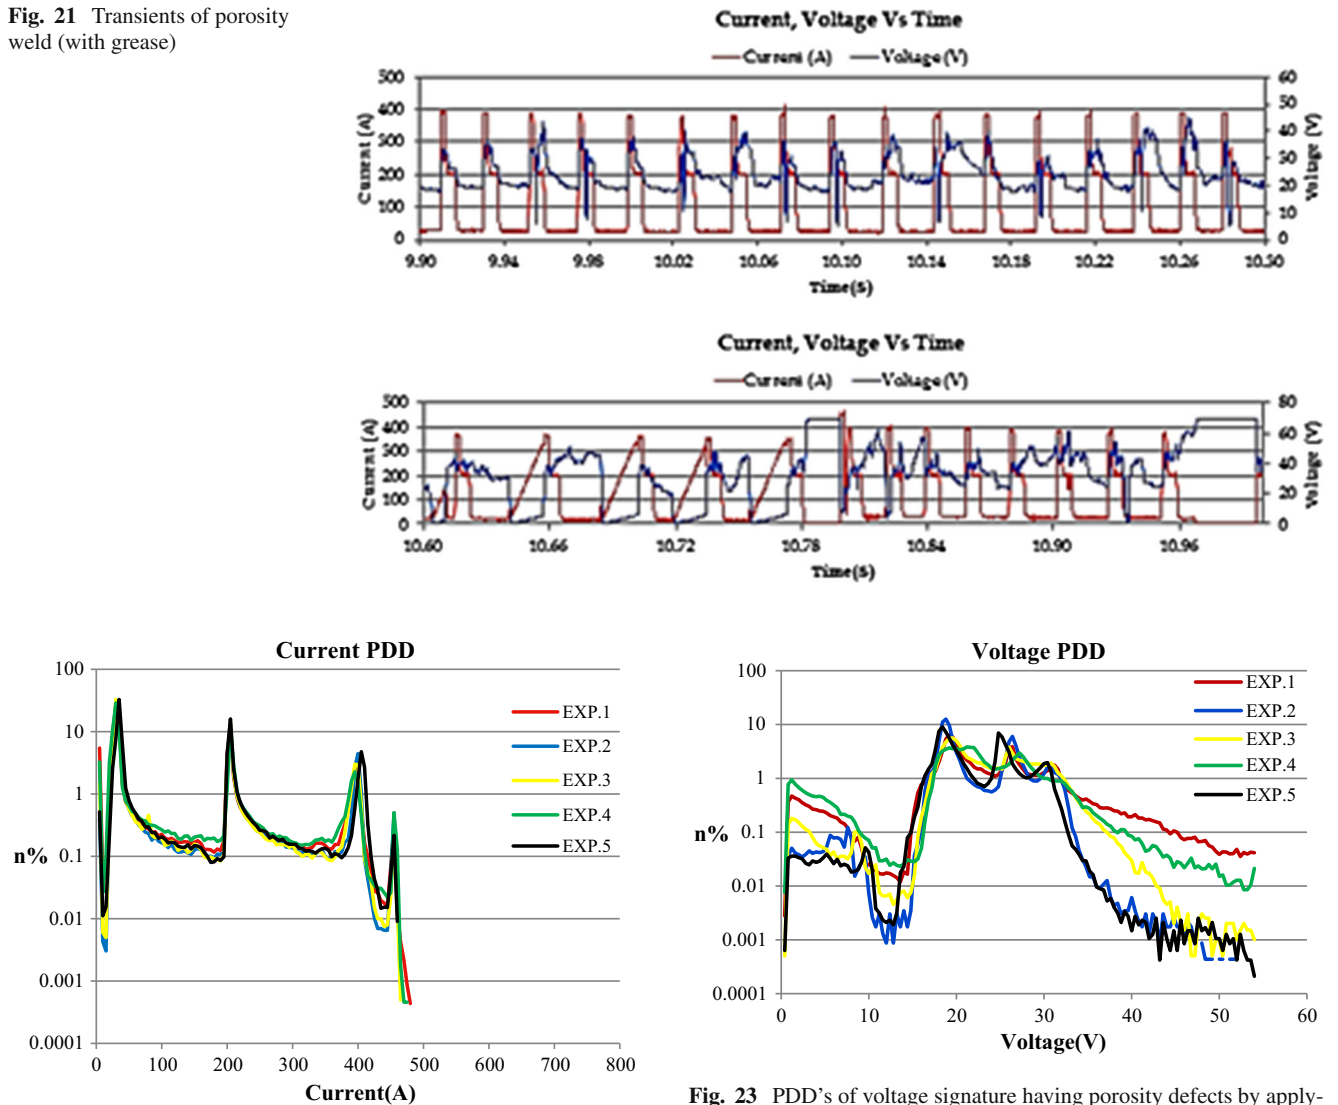 Fig. 21 Transients of porosity
weld (with grease)
Current, Voltage Vs Time
Current (A) Voltage (V)
500 400 300 200 100 0
Current (A)
60 50 40 30 20 10 0
Voltage (V)
9.90 9.94 9.98 10.02 10.06 10.10 10.14 10.18 10.22 10.26 10.30
Time(S)
Current, Voltage Vs Time
Current (A) Voltage (V)
500 400 300 200 100 0
Current (A)
80 60 40 20 0
Voltage (V)
10.60 10.66 10.72 10.78 10.84 10.90 10.96
Time(S)
Current PDD
100
10
1
n% 0.1
0.01
0.001
0.0001
EXP.1
EXP.2
EXP.3
EXP.4
EXP.5
0 100 200 300 400 500 600 700 800
Current(A)
Voltage PDD
100
10
1
n% 0.1
0.01
0.001
0.0001
EXP.1
EXP.2
EXP.3
EXP.4
EXP.5
0 10 20 30 40 50 60
Voltage(V)
Fig. 23 PDD's of voltage signature having porosity defects by apply-